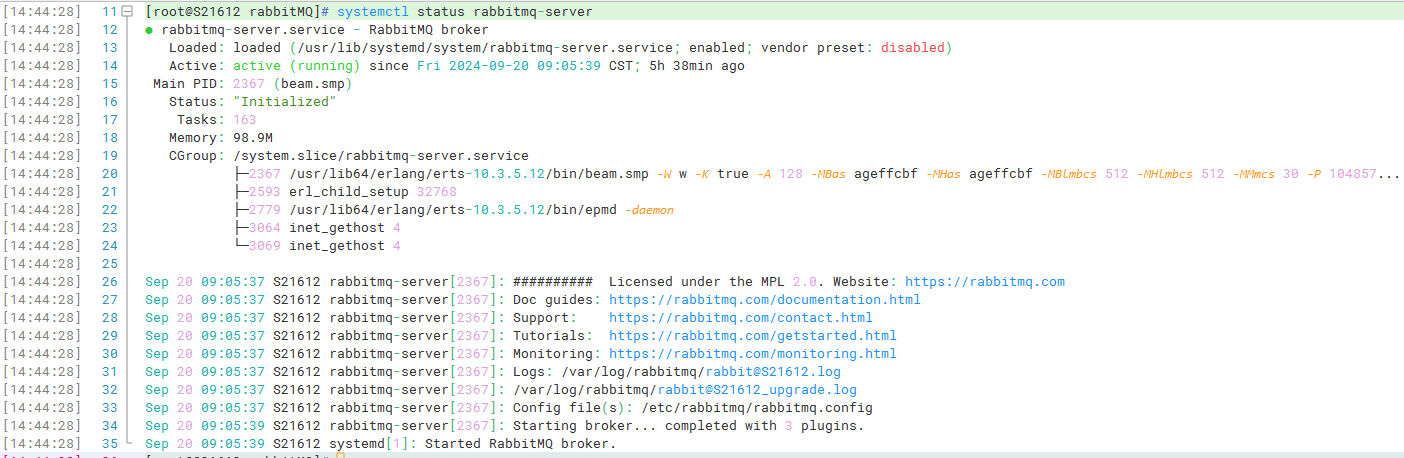 [14:44:28] 11 [root@S21612 rabbitMQ]# systemctl status rabbitmq-server
[14:44:28] 12 ● rabbitmq-server.service - RabbitMQ broker
[14:44:28] 13 Loaded: loaded (/usr/lib/systemd/system/rabbitmq-server.service; enabled; vendor preset: disabled)
[14:44:28] 14 Active: active (running) since Fri 2024-09-20 09:05:39 CST; 5h 38min ago
[14:44:28] 15 Main PID: 2367 (beam.smp)
[14:44:28] 16 Status: "Initialized"
[14:44:28] 17 Tasks: 163
[14:44:28] 18 Memory: 98.9M
[14:44:28] 19 CGroup: /system.slice/rabbitmq-server.service
[14:44:28] 20 ├─2367 /usr/lib64/erlang/erts-10.3.5.12/bin/beam.smp -W w -K true -A 128 -MBas ageffcbf -MHas ageffcbf -MBlmbcs 512 -MHlmbcs 512 -MMmcs 30 -P 104857...
[14:44:28] 21 ├─2593 erl_child_setup 32768
[14:44:28] 22 ├─2779 /usr/lib64/erlang/erts-10.3.5.12/bin/epmd -daemon
[14:44:28] 23 ├─3064 inet_gethost 4
[14:44:28] 24 └─3069 inet_gethost 4
[14:44:28] 25
[14:44:28] 26 Sep 20 09:05:37 S21612 rabbitmq-server[2367]: ##########  Licensed under the MPL 2.0. Website: https://rabbitmq.com
[14:44:28] 27 Sep 20 09:05:37 S21612 rabbitmq-server[2367]: Doc guides: https://rabbitmq.com/documentation.html
[14:44:28] 28 Sep 20 09:05:37 S21612 rabbitmq-server[2367]: Support:    https://rabbitmq.com/contact.html
[14:44:28] 29 Sep 20 09:05:37 S21612 rabbitmq-server[2367]: Tutorials:  https://rabbitmq.com/getstarted.html
[14:44:28] 30 Sep 20 09:05:37 S21612 rabbitmq-server[2367]: Monitoring: https://rabbitmq.com/monitoring.html
[14:44:28] 31 Sep 20 09:05:37 S21612 rabbitmq-server[2367]: Logs: /var/log/rabbitmq/rabbit@S21612.log
[14:44:28] 32 Sep 20 09:05:37 S21612 rabbitmq-server[2367]: /var/log/rabbitmq/rabbit@S21612_upgrade.log
[14:44:28] 33 Sep 20 09:05:37 S21612 rabbitmq-server[2367]: Config file(s): /etc/rabbitmq/rabbitmq.config
[14:44:28] 34 Sep 20 09:05:39 S21612 rabbitmq-server[2367]: Starting broker... completed with 3 plugins.
[14:44:28] 35 Sep 20 09:05:39 S21612 systemd[1]: Started RabbitMQ broker.